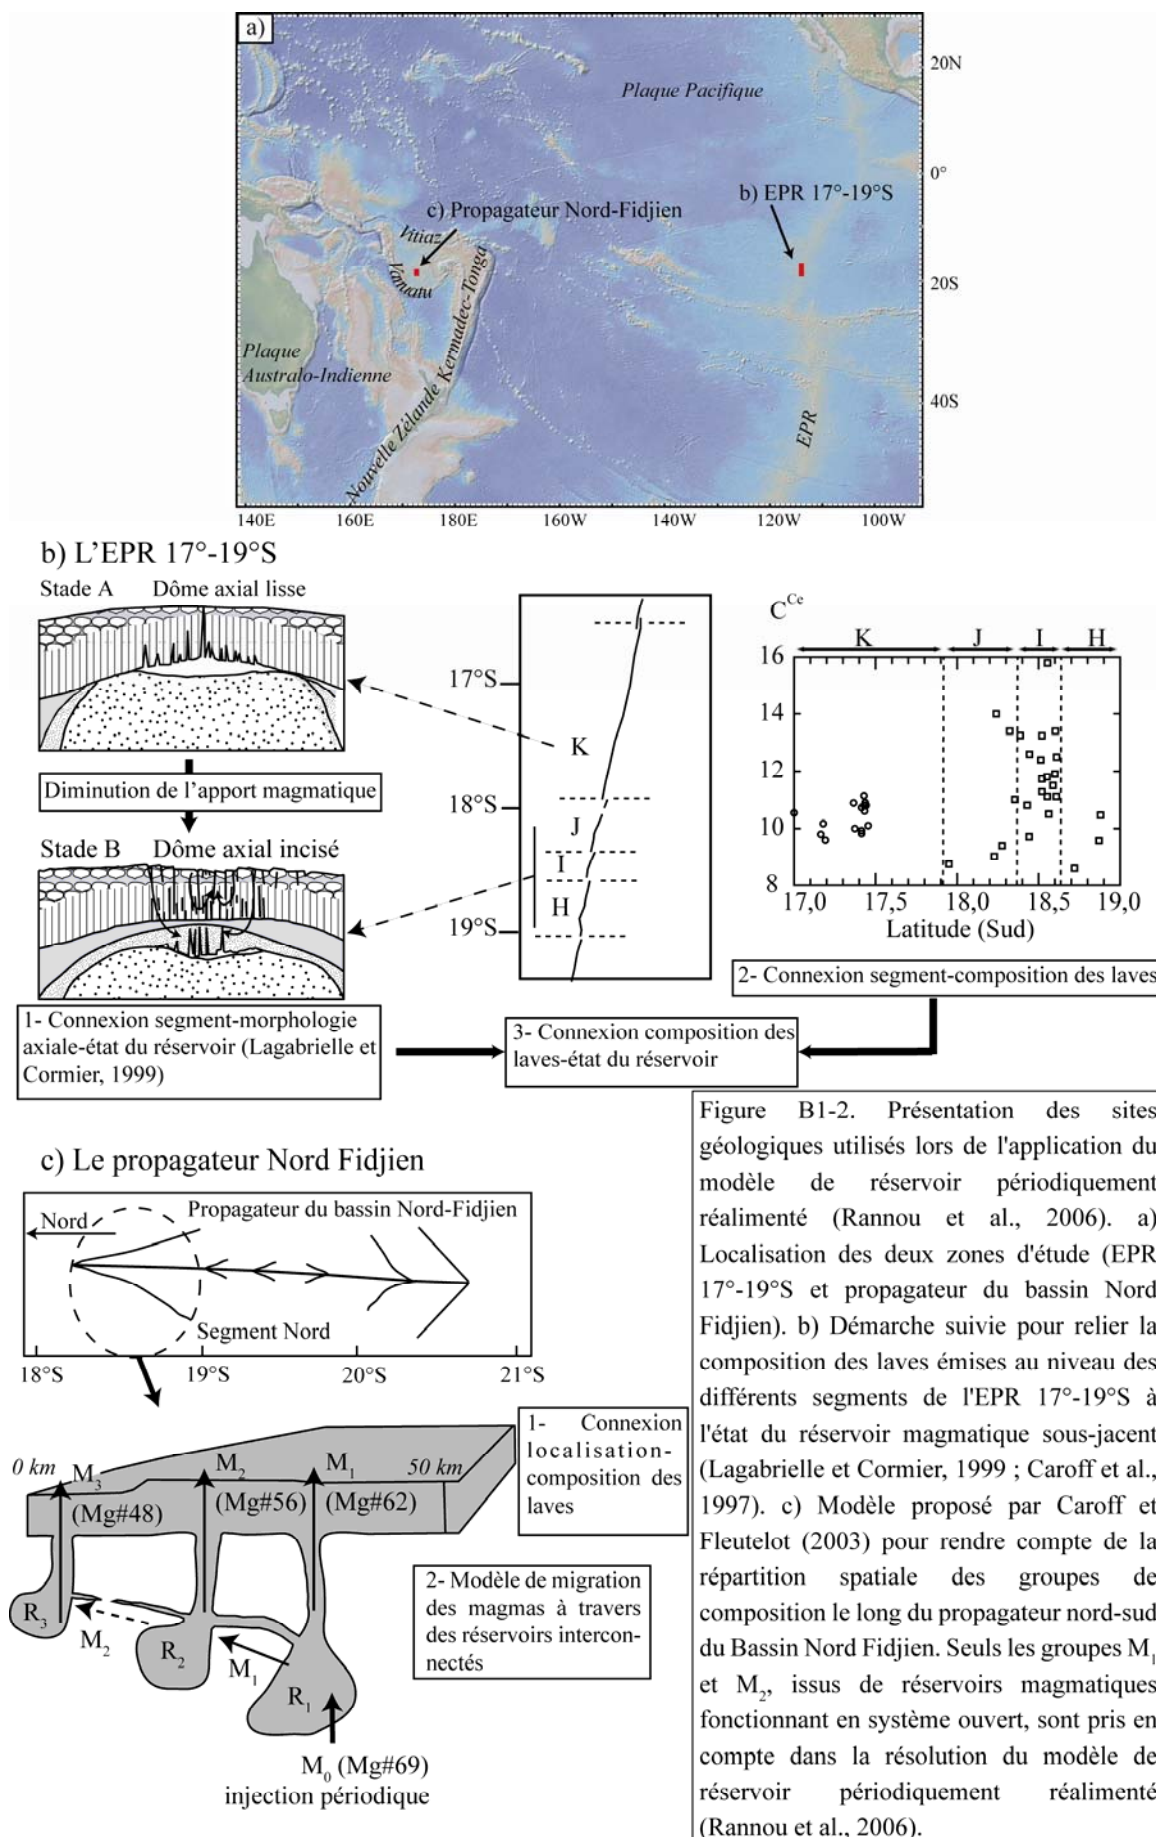 a)
20N
Plaque Pacifique
0°
b) EPR 17°-19°S
c) Propagateur Nord-Fidjien
Vitiaz
Vanuatu
20S
Kermadec-Tonga
Plaque
Australo-Indienne
40S
EPR
Nouvelle Zélande
140E 160E 180E 160W 140W 120W 100W
b) L'EPR 17°-19°S
Stade A Dôme axial lisse
Diminution de l'apport magmatique
Stade B Dôme axial incisé
1- Connexion segment-morphologie
axiale-état du réservoir (Lagabrielle et
Cormier, 1999)
17°S
K
18°S
J
I
H
19°S
3- Connexion composition des
laves-état du réservoir
C^Ce
K J I H
16
14
12
10
8
17,0 17,5 18,0 18,5 19,0
Latitude (Sud)
2- Connexion segment-composition des laves
c) Le propagateur Nord Fidjien
Nord
Propagateur du bassin Nord-Fidjien
Segment Nord
18°S 19°S 20°S 21°S
1- Connexion
localisation-
composition des
laves
0 km M3 M2 M1 50 km
(Mg#48) (Mg#56) (Mg#62)
2- Modèle de migration
des magmas à travers
des réservoirs intercon-
nectés
R3
M2
R2
M1
R1
M0 (Mg#69)
injection périodique
Figure B1-2. Présentation des sites
géologiques utilisés lors de l'application du
modèle de réservoir périodiquement
réalimenté (Rannou et al., 2006). a)
Localisation des deux zones d'étude (EPR
17°-19°S et propagateur du bassin Nord
Fidjien). b) Démarche suivie pour relier la
composition des laves émises au niveau des
différents segments de l'EPR 17°-19°S à
l'état du réservoir magmatique sous-jacent
(Lagabrielle et Cormier, 1999 ; Caroff et al.,
1997). c) Modèle proposé par Caroff et
Fleutelot (2003) pour rendre compte de la
répartition spatiale des groupes de
composition le long du propagateur nord-sud
du Bassin Nord Fidjien. Seuls les groupes M1
et M2, issus de réservoirs magmatiques
fonctionnant en système ouvert, sont pris en
compte dans la résolution du modèle de
réservoir périodiquement réalimenté
(Rannou et al., 2006).